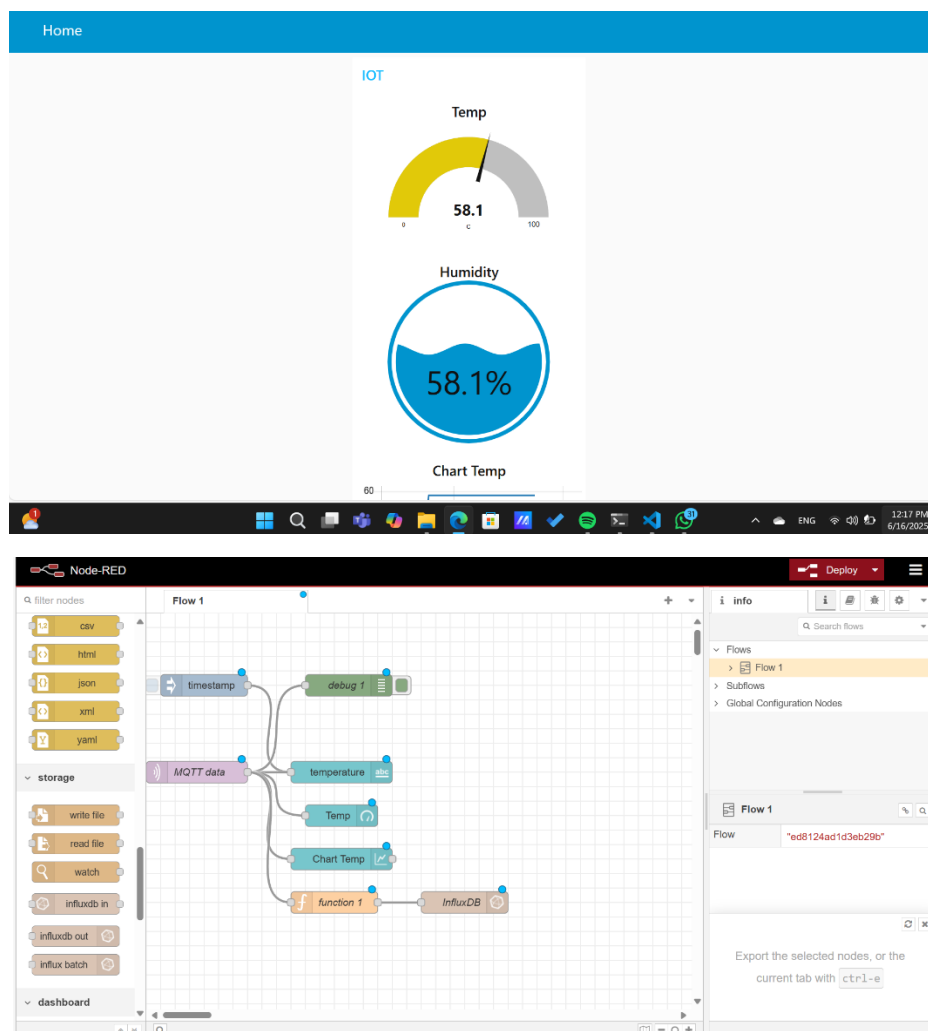 Home
IOT
Temp
58.1
0 c 100
Humidity
58.1%
Chart Temp
60
1
31
ENG
12:17 PM
6/16/2025
Node-RED
Deploy
filter nodes
Flow 1
info
i
csv
html
json
xml
yaml
storage
write file
read file
watch
influxdb in
influxdb out
influx batch
dashboard
timestamp
debug 1
MQTT data
temperature
abc
Temp
Chart Temp
function 1
InfluxDB
Search flows
Flows
Flow 1
Subflows
Global Configuration Nodes
Flow 1
Flow "ed8124ad1d3eb29b"
Export the selected nodes, or the
current tab with ctrl-e